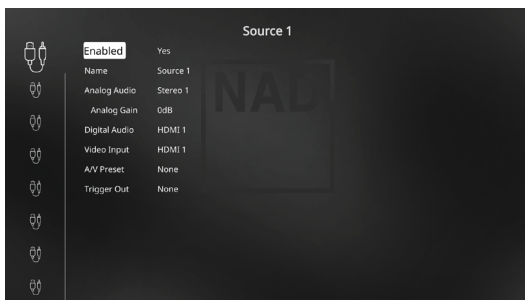 Source 1
Enabled Yes
Name Source 1
Analog Audio Stereo 1
Analog Gain 0dB
Digital Audio HDMI 1
Video Input HDMI 1
A/V Preset None
Trigger Out None
NAD